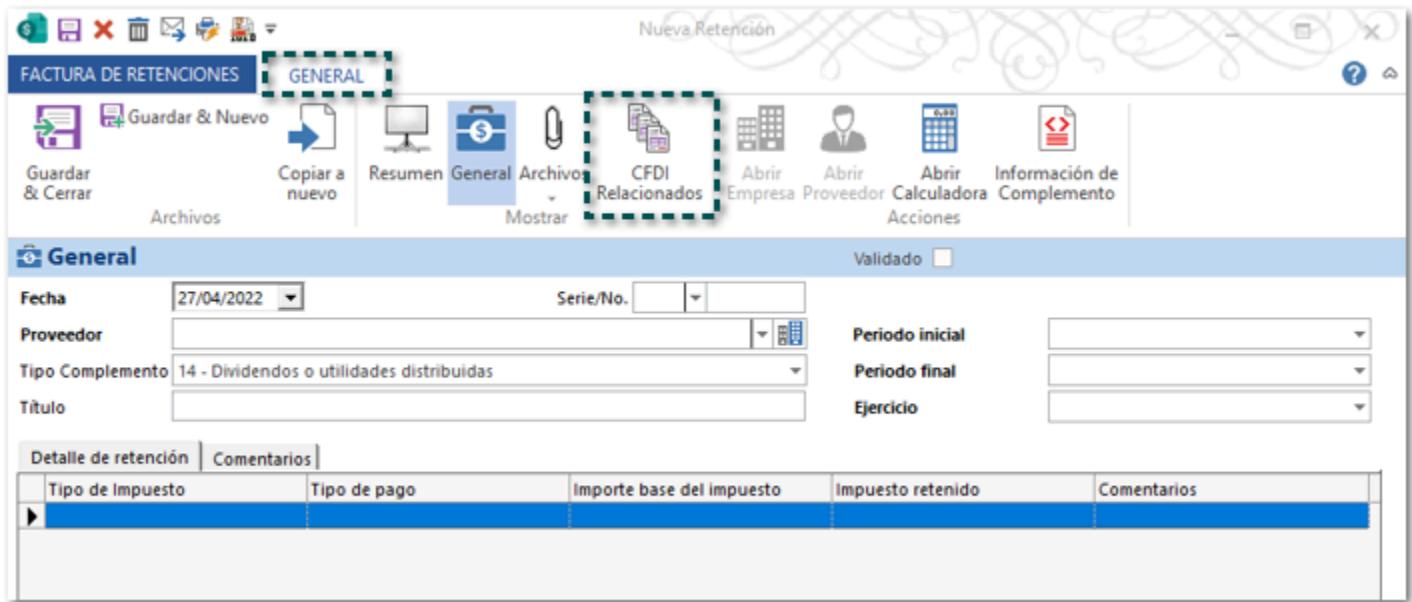 Nueva Retención
FACTURA DE RETENCIONES GENERAL
Guardar & Cerrar
Guardar & Nuevo
Copiar a nuevo
Archivos
Resumen
General
Archivos
Mostrar
CFDI Relacionados
Abrir Empresa
Abrir Proveedor
Abrir Calculadora
0,00
Información de Complemento
Acciones
General Validado
Fecha 27/04/2022 Serie/No.
Proveedor Periodo inicial
Tipo Complemento 14 - Dividendos o utilidades distribuidas Periodo final
Título Ejercicio
Detalle de retención Comentarios
Tipo de Impuesto Tipo de pago Importe base del impuesto Impuesto retenido Comentarios